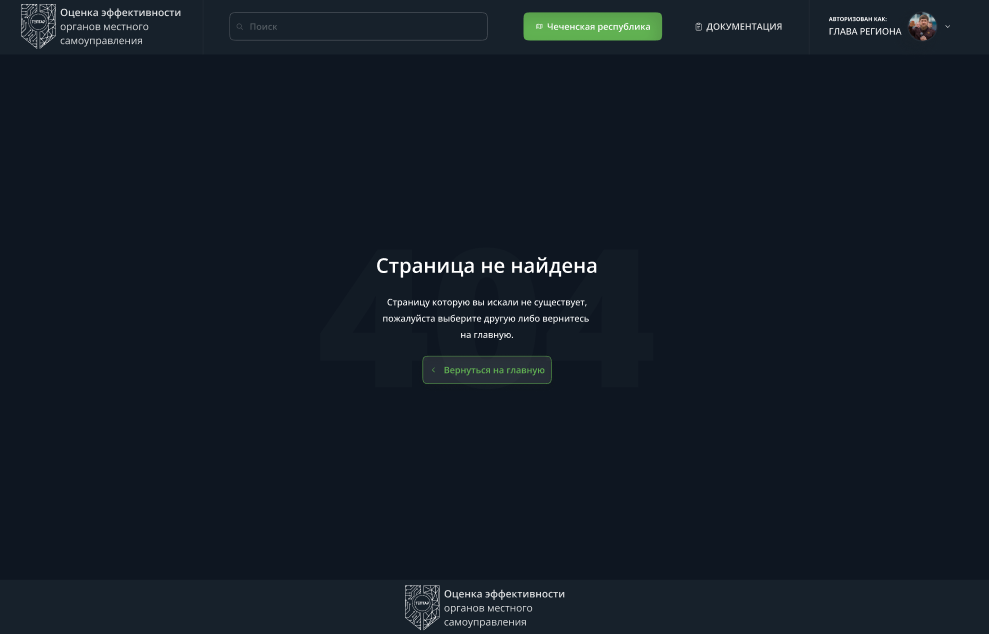 Оценка эффективности
органов местного
самоуправления
Поиск
Чеченская республика
ДОКУМЕНТАЦИЯ
АВТОРИЗОВАН КАК:
ГЛАВА РЕГИОНА
404
Страница не найдена
Страницу которую вы искали не существует,
пожалуйста выберите другую либо вернитесь
на главную.
Вернуться на главную
Оценка эффективности
органов местного
самоуправления